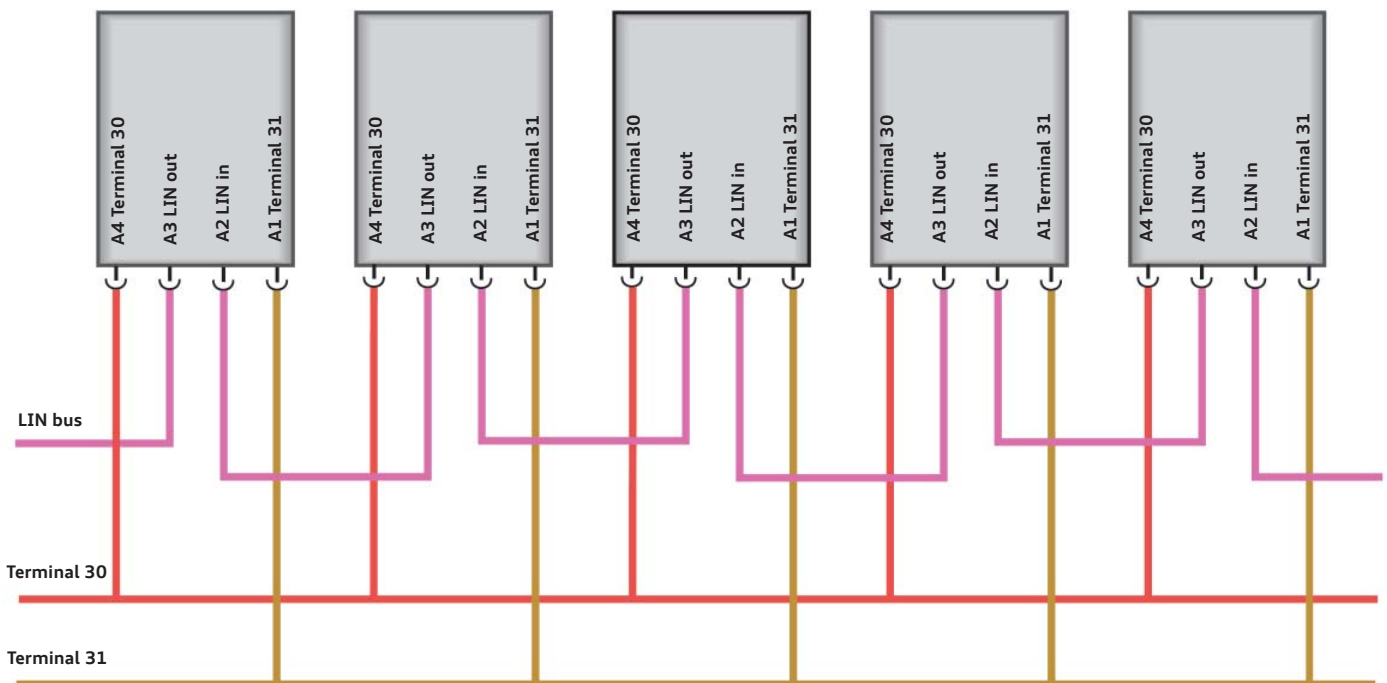 A4 Terminal 30
A3 LIN out
A2 LIN in
A1 Terminal 31
A4 Terminal 30
A3 LIN out
A2 LIN in
A1 Terminal 31
A4 Terminal 30
A3 LIN out
A2 LIN in
A1 Terminal 31
A4 Terminal 30
A3 LIN out
A2 LIN in
A1 Terminal 31
A4 Terminal 30
A3 LIN out
A2 LIN in
A1 Terminal 31
LIN bus
Terminal 30
Terminal 31